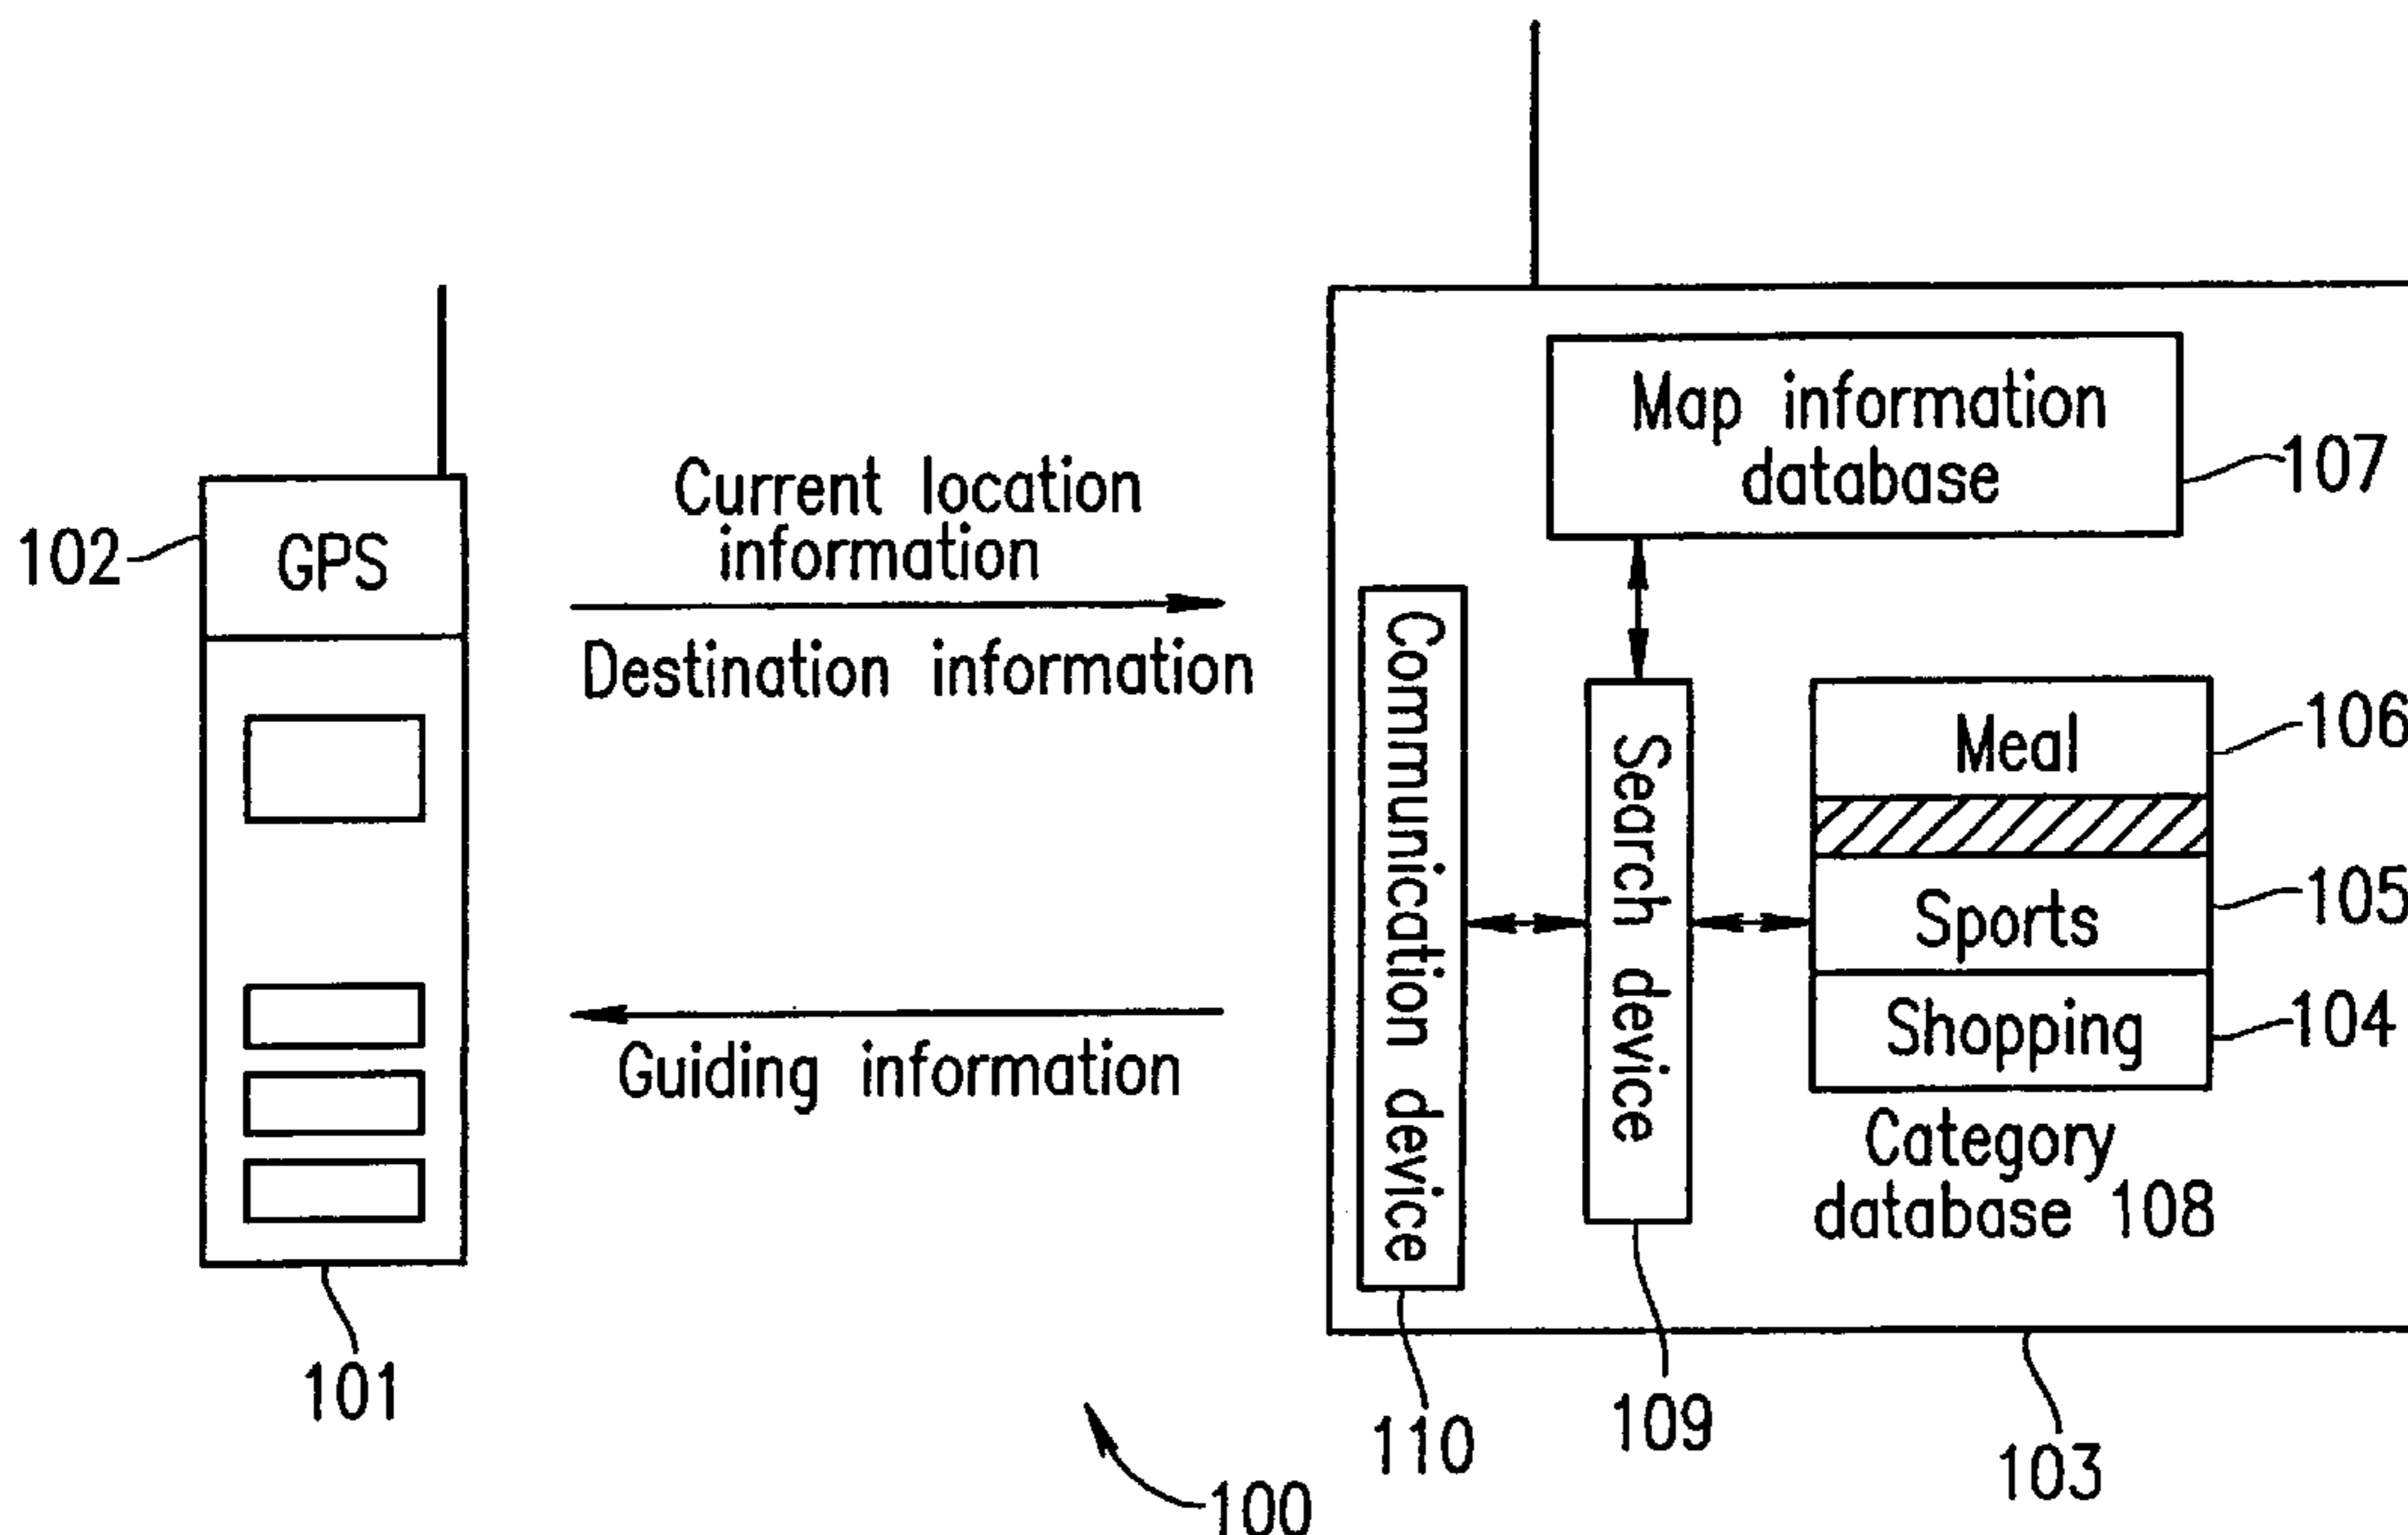 102
GPS
101
Current location
information
Destination information
Guiding information
100
Map information
database
107
Communication device
110
Search device
109
Meal
106
Sports
105
Shopping
104
Category
database 108
103